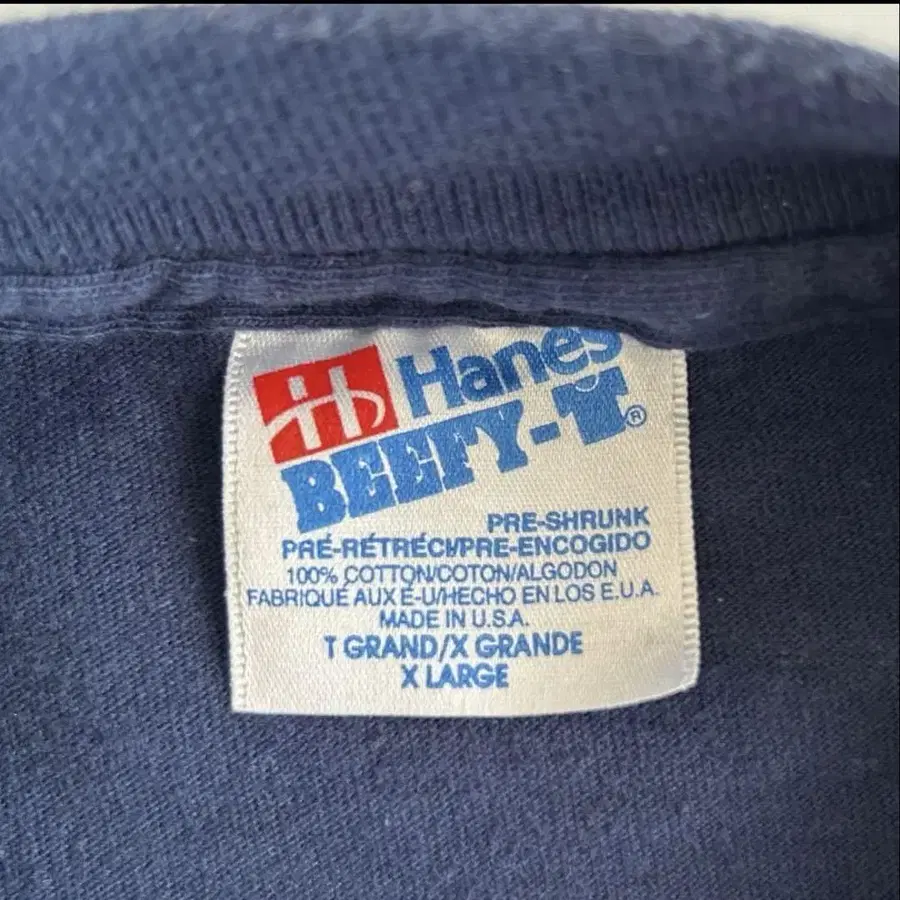 Hanes
BEEFY-T®
PRE-SHRUNK
PRÉ-RÉTRÉCI/PRE-ENCOGIDO
100% COTTON/COTON/ALGODON
FABRIQUÉ AUX É-U/HECHO EN LOS E.U.A.
MADE IN U.S.A.
T GRAND/X GRANDE
X LARGE